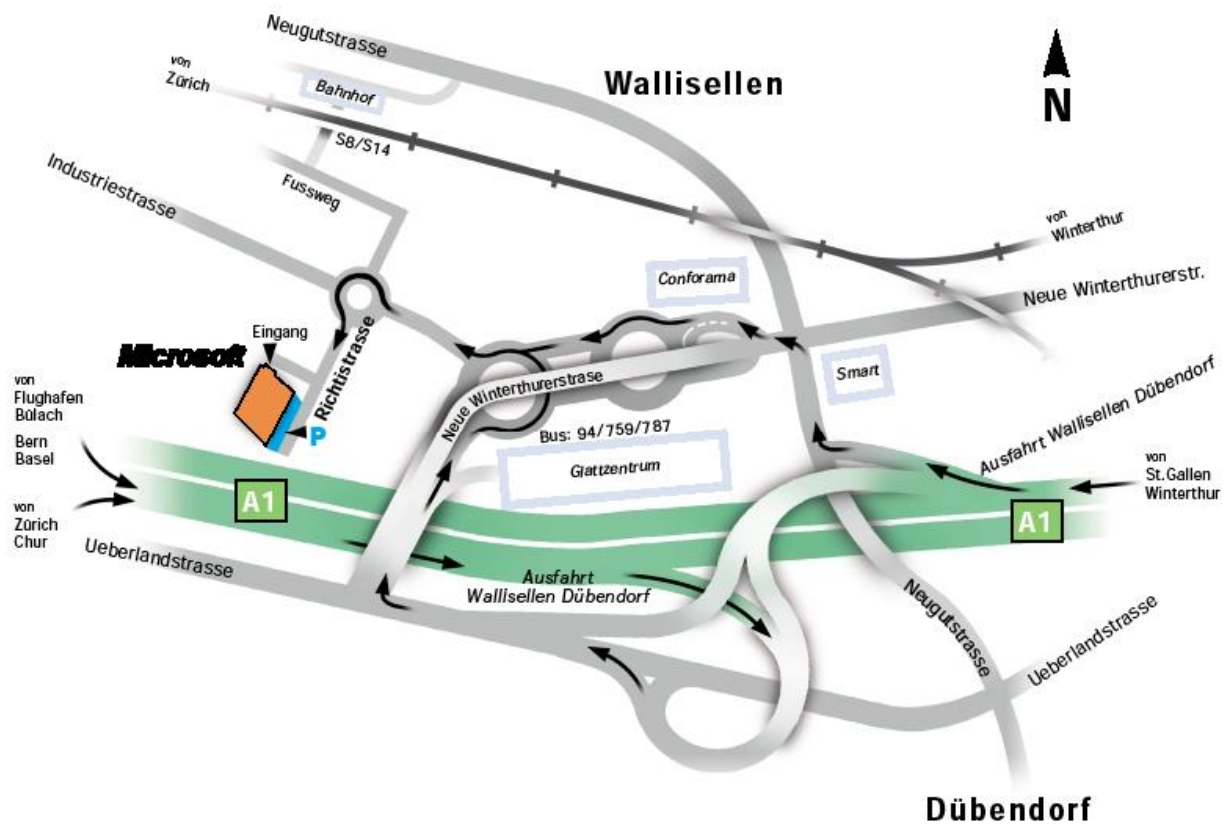 Neugutstrasse
von
Zürich
Bahnhof
Wallisellen
N
S8/S14
Industriestrasse
Fussweg
von
Winterthur
Conforama
Neue Winterthurerstr.
Eingang
Microsoft
Richtistrasse
Neue Winterthurerstrase
Smart
von
Flughafen
Bülach
Bern
Basel
P
Bus: 94/759/787
Glattzentrum
Ausfahrt Wallisellen Dübendorf
von
St.Gallen
Winterthur
A1
A1
von
Zürich
Chur
Ueberlandstrasse
Ausfahrt
Wallisellen Dübendorf
Neugutstrasse
Ueberlandstrasse
Dübendorf